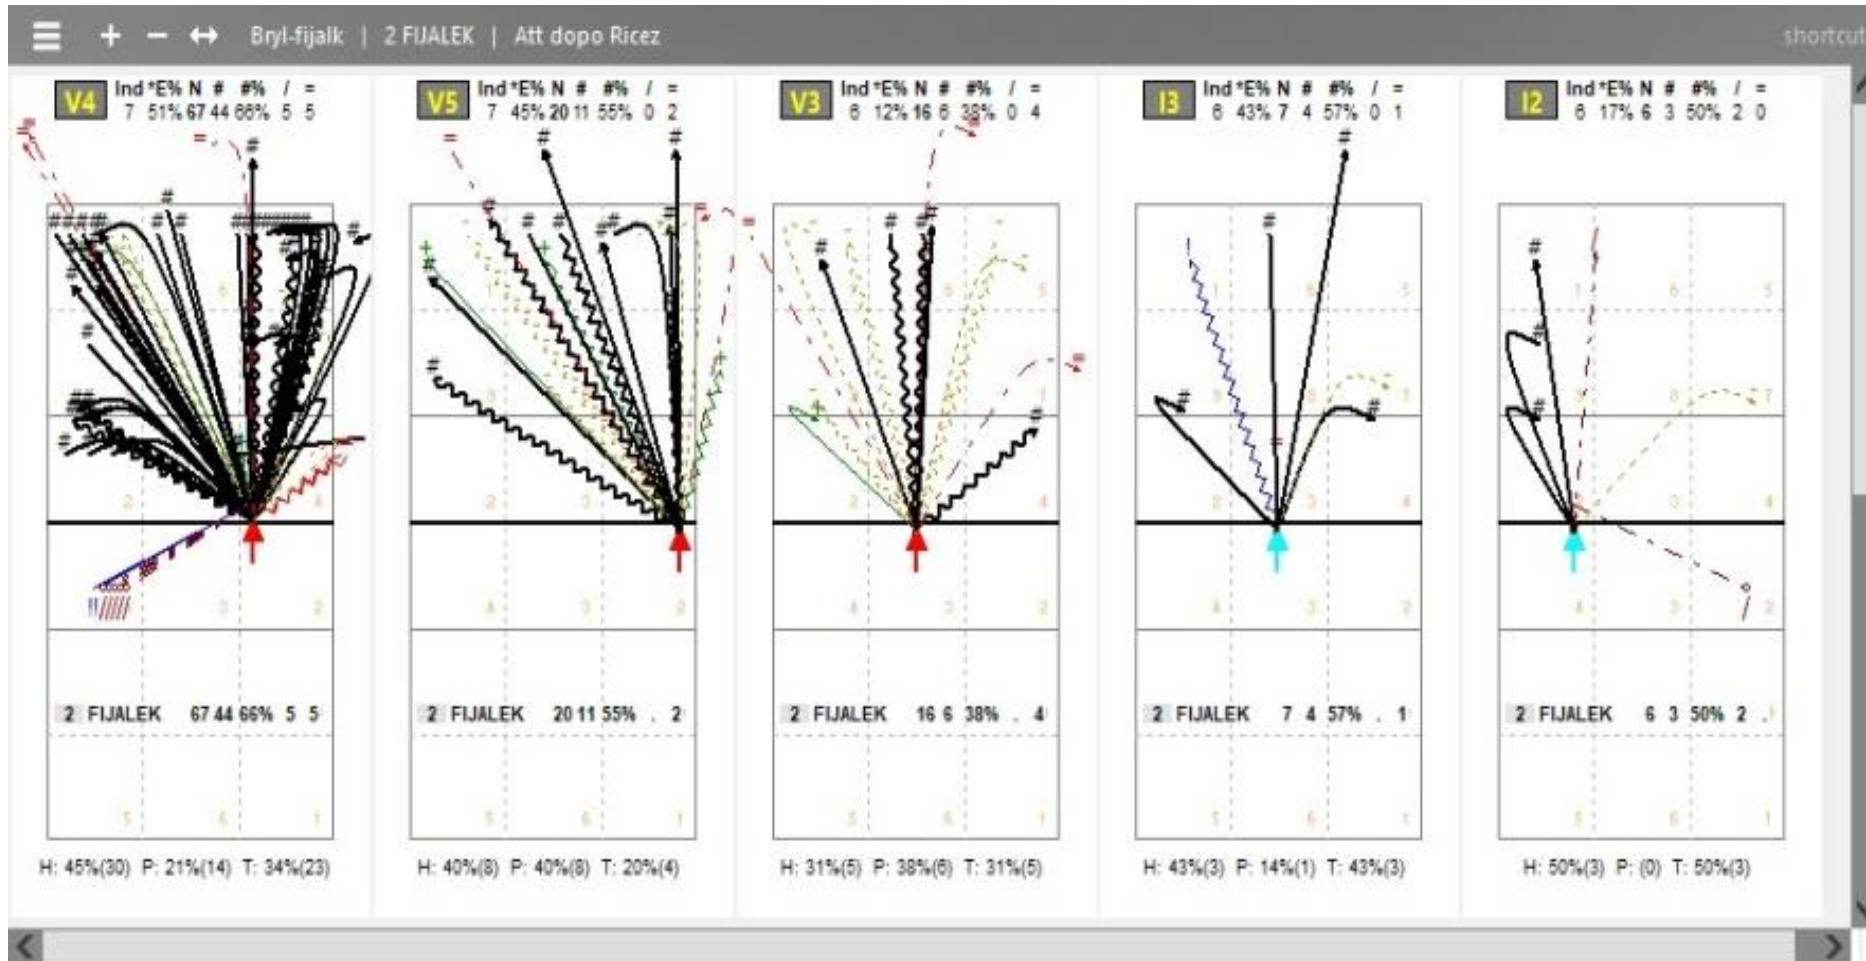 Bryl-fijalk | 2 FIJALEK | Att dopo Ricez
shortcut
V4 Ind *E% N # #% / =
7 51% 67 44 66% 5 5
2 FIJALEK 67 44 66% 5 5
H: 45%(30) P: 21%(14) T: 34%(23)
V5 Ind *E% N # #% / =
7 45% 20 11 55% 0 2
2 FIJALEK 20 11 55% . 2
H: 40%(8) P: 40%(8) T: 20%(4)
V3 Ind *E% N # #% / =
6 12% 16 6 38% 0 4
2 FIJALEK 16 6 38% . 4
H: 31%(5) P: 38%(6) T: 31%(5)
I3 Ind *E% N # #% / =
6 43% 7 4 57% 0 1
2 FIJALEK 7 4 57% . 1
H: 43%(3) P: 14%(1) T: 43%(3)
I2 Ind *E% N # #% / =
6 17% 6 3 50% 2 0
2 FIJALEK 6 3 50% 2 .
H: 50%(3) P: (0) T: 50%(3)